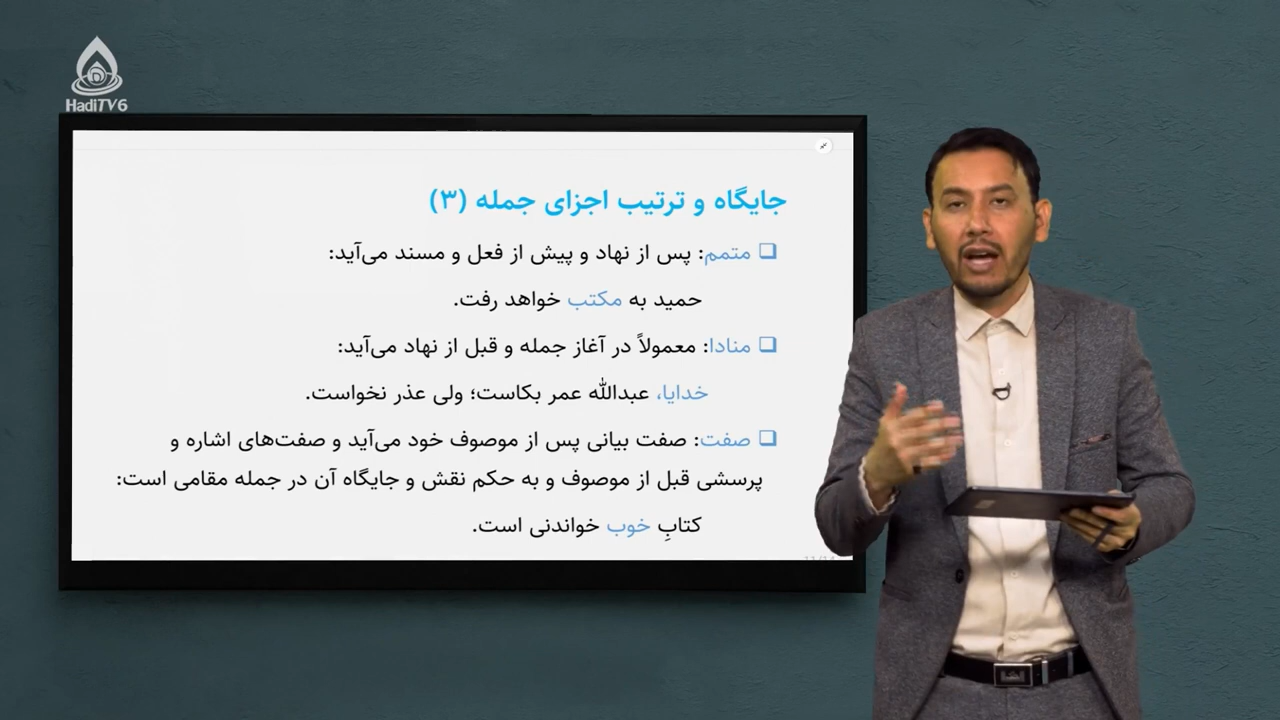 HadiTV6
جایگاه و ترتیب اجزای جمله (۳)
❑ متمم: پس از نهاد و پیش از فعل و مسند می‌آید:
حمید به مکتب خواهد رفت.
❑ منادا: معمولاً در آغاز جمله و قبل از نهاد می‌آید:
خدایا، عبدالله عمر بکاست؛ ولی عذر نخواست.
❑ صفت: صفت بیانی پس از موصوف خود می‌آید و صفت‌های اشاره و
پرسشی قبل از موصوف و به حکم نقش و جایگاه آن در جمله مقامی است:
کتابِ خوب خواندنی است.